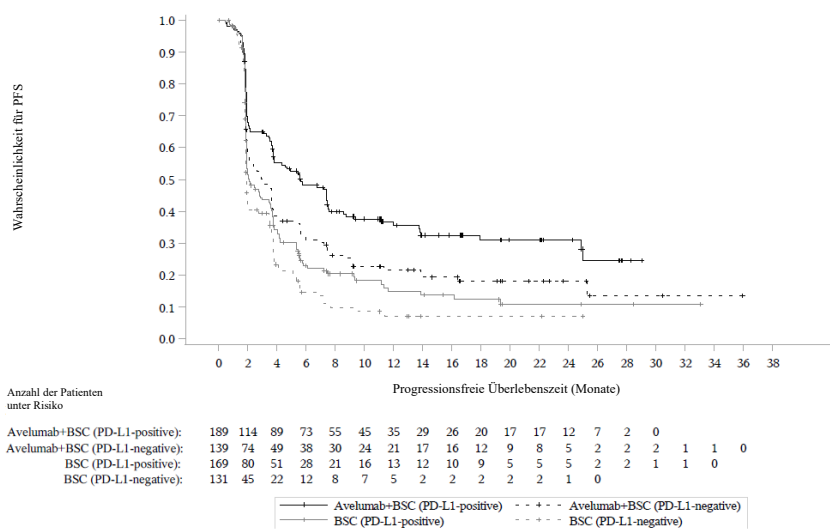 Wahrscheinlichkeit für PFS
1.0
0.9
0.8
0.7
0.6
0.5
0.4
0.3
0.2
0.1
0.0
0 2 4 6 8 10 12 14 16 18 20 22 24 26 28 30 32 34 36 38
Progressionsfreie Überlebenszeit (Monate)
Anzahl der Patienten
unter Risiko
Avelumab+BSC (PD-L1-positive): 189 114 89 73 55 45 35 29 26 20 17 17 12 7 2 0
Avelumab+BSC (PD-L1-negative): 139 74 49 38 30 24 21 17 16 12 9 8 5 2 2 2 1 1 0
BSC (PD-L1-positive): 169 80 51 28 21 16 13 12 10 9 5 5 5 2 2 1 1 0
BSC (PD-L1-negative): 131 45 22 12 8 7 5 2 2 2 2 2 1 0
Avelumab+BSC (PD-L1-positive) Avelumab+BSC (PD-L1-negative)
BSC (PD-L1-positive) BSC (PD-L1-negative)